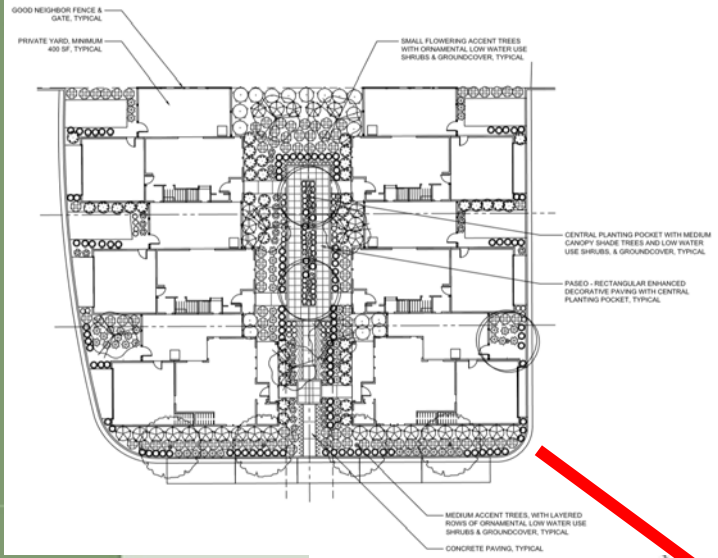 GOOD NEIGHBOR FENCE &
GATE, TYPICAL
PRIVATE YARD, MINIMUM
400 SF, TYPICAL
SMALL FLOWERING ACCENT TREES
WITH ORNAMENTAL LOW WATER USE
SHRUBS & GROUNDCOVER, TYPICAL
CENTRAL PLANTING POCKET WITH MEDIUM
CANOPY SHADE TREES AND LOW WATER
USE SHRUBS, & GROUNDCOVER, TYPICAL
PASEO - RECTANGULAR ENHANCED
DECORATIVE PAVING WITH CENTRAL
PLANTING POCKET, TYPICAL
MEDIUM ACCENT TREES, WITH LAYERED
ROWS OF ORNAMENTAL LOW WATER USE
SHRUBS & GROUNDCOVER, TYPICAL
CONCRETE PAVING, TYPICAL